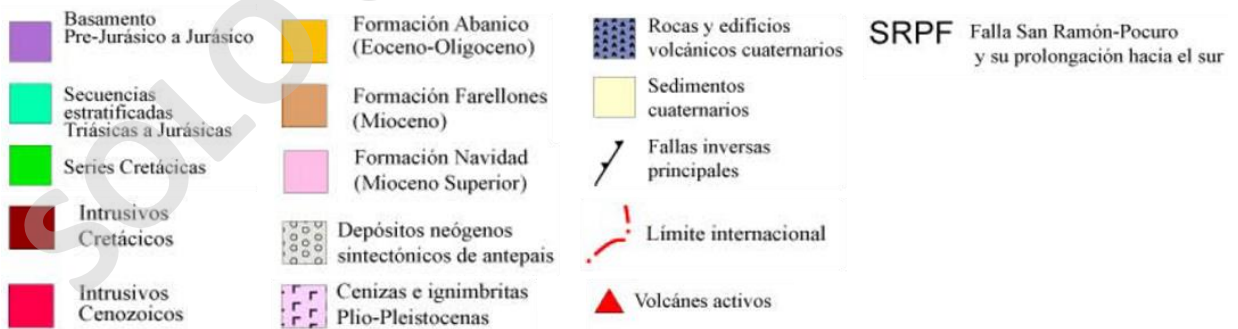 Basamento
Pre-Jurásico a Jurásico
Secuencias
estratificadas
Triásicas a Jurásicas
Series Cretácicas
Intrusivos
Cretácicos
Intrusivos
Cenozoicos
Formación Abanico
(Eoceno-Oligoceno)
Formación Farellones
(Mioceno)
Formación Navidad
(Mioceno Superior)
Depósitos neógenos
sintectónicos de antepais
Cenizas e ignimbritas
Plio-Pleistocenas
Rocas y edificios
volcánicos cuaternarios
Sedimentos
cuaternarios
Fallas inversas
principales
Límite internacional
Volcánes activos
SRPF Falla San Ramón-Pocuro
y su prolongación hacia el sur
SOLO